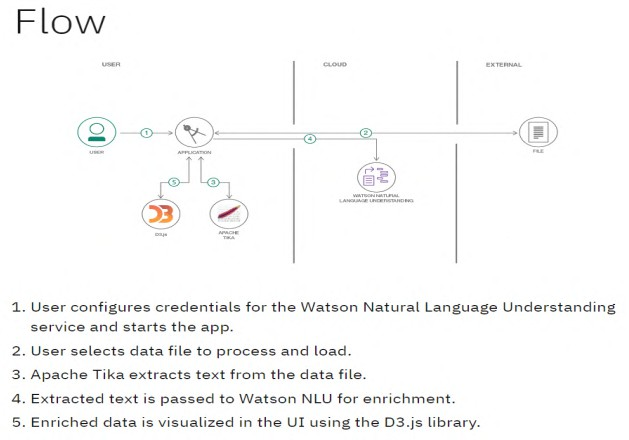 Flow
USER
CLOUD
EXTERNAL
1
2
4
USER
APPLICATION
FILE
5
3
WATSON NATURAL
LANGUAGE UNDERSTANDING
D3.js
APACHE
TIKA
1. User configures credentials for the Watson Natural Language Understanding
service and starts the app.
2. User selects data file to process and load.
3. Apache Tika extracts text from the data file.
4. Extracted text is passed to Watson NLU for enrichment.
5. Enriched data is visualized in the UI using the D3.js library.